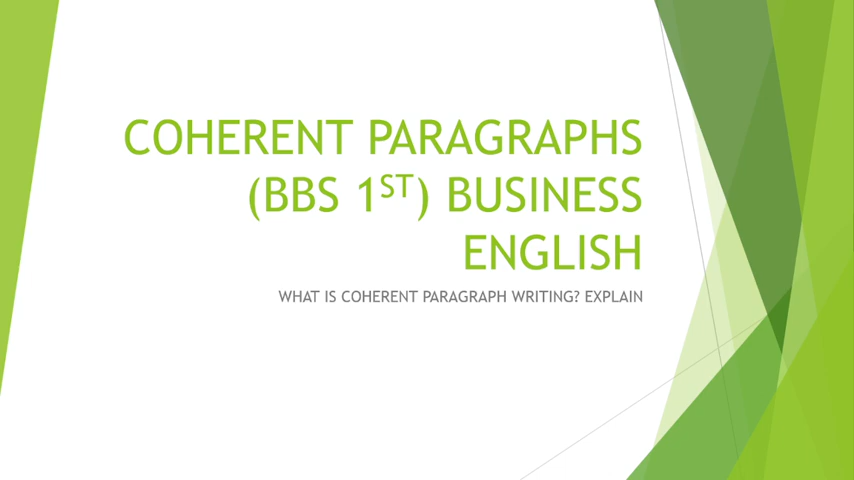 COHERENT PARAGRAPHS
(BBS 1ST) BUSINESS
ENGLISH
WHAT IS COHERENT PARAGRAPH WRITING? EXPLAIN